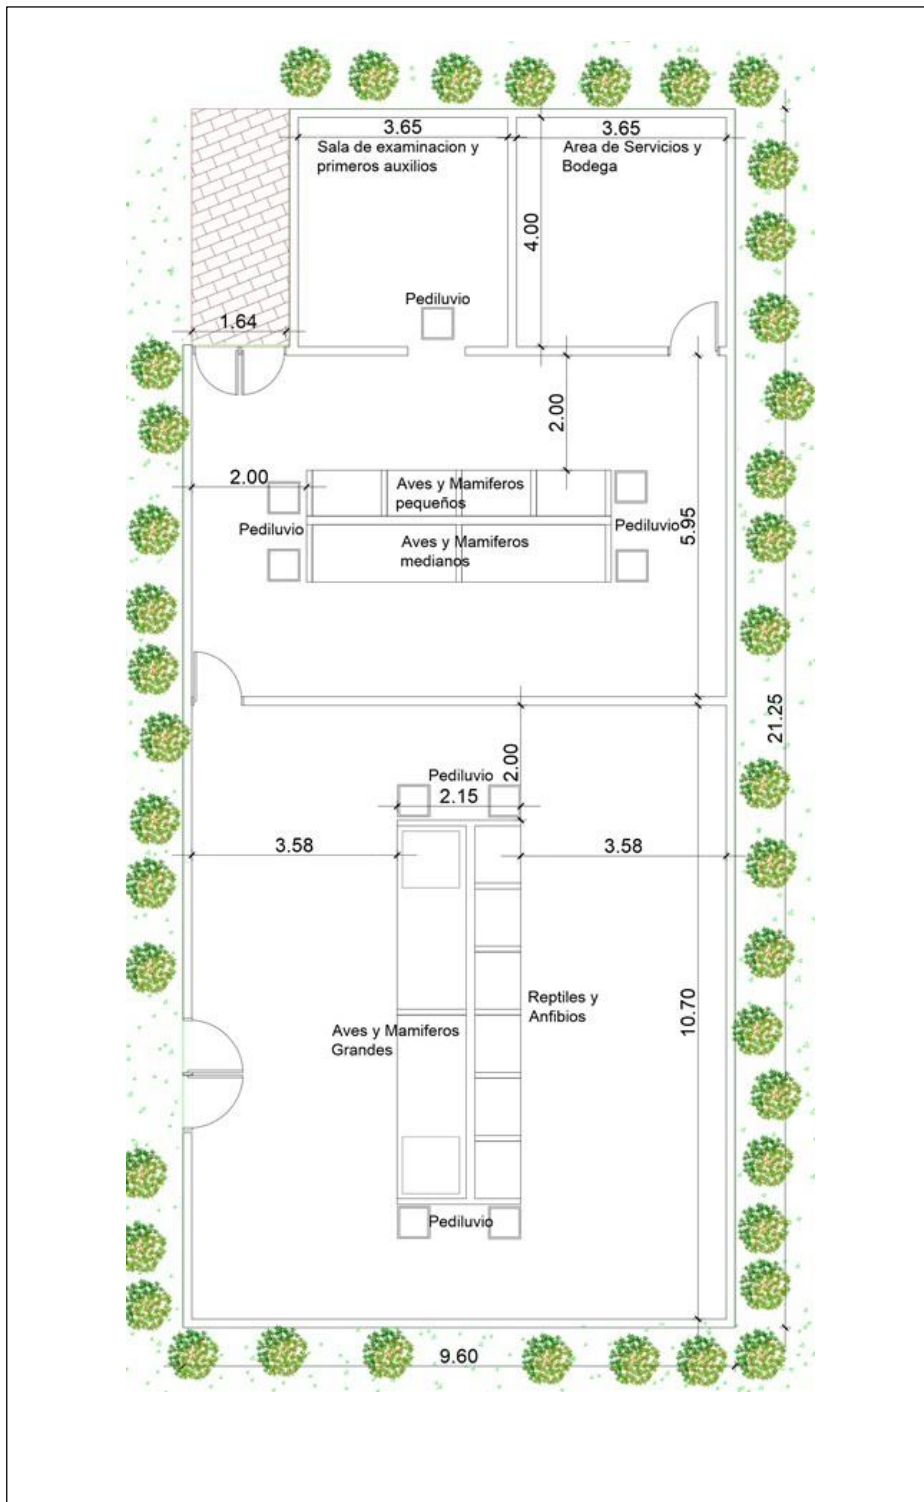 3.65
3.65
Sala de examinacion y
primeros auxilios
Area de Servicios y
Bodega
4.00
Pediluvio
1.64
2.00
2.00
Aves y Mamiferos
pequeños
Pediluvio
Pediluvio
Aves y Mamiferos
medianos
5.95
21.25
2.00
Pediluvio
2.15
3.58
3.58
Reptiles y
Anfibios
10.70
Aves y Mamiferos
Grandes
Pediluvio
9.60